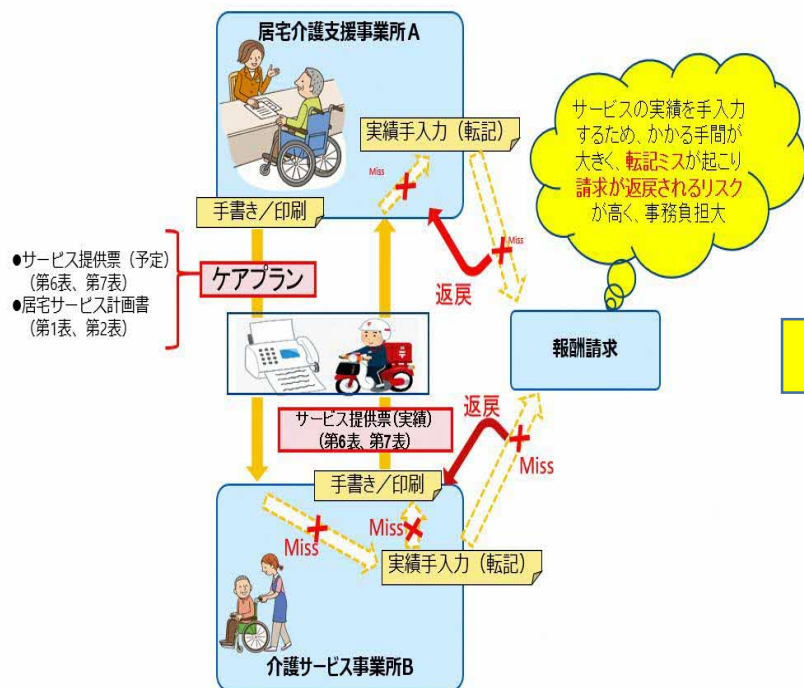 居宅介護支援事業所A
実績手入力（転記）
Miss
Miss
手書き／印刷
返戻
サービスの実績を手入力
するため、かかる手間が
大きく、転記ミスが起こり
請求が返戻されるリスク
が高く、事務負担大
●サービス提供票（予定）
（第6表、第7表）
●居宅サービス計画書
（第1表、第2表）
ケアプラン
報酬請求
サービス提供票(実績)
(第6表、第7表)
返戻
Miss
手書き／印刷
Miss
Miss
実績手入力（転記）
介護サービス事業所B